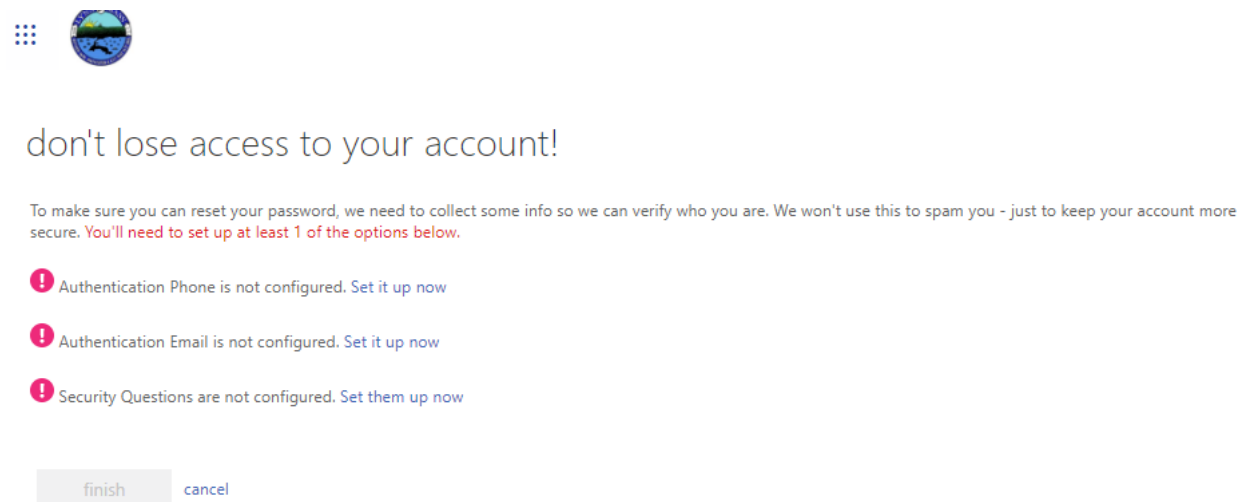 don't lose access to your account!
To make sure you can reset your password, we need to collect some info so we can verify who you are. We won't use this to spam you - just to keep your account more
secure. You'll need to set up at least 1 of the options below.
Authentication Phone is not configured. Set it up now
Authentication Email is not configured. Set it up now
Security Questions are not configured. Set them up now
finish cancel